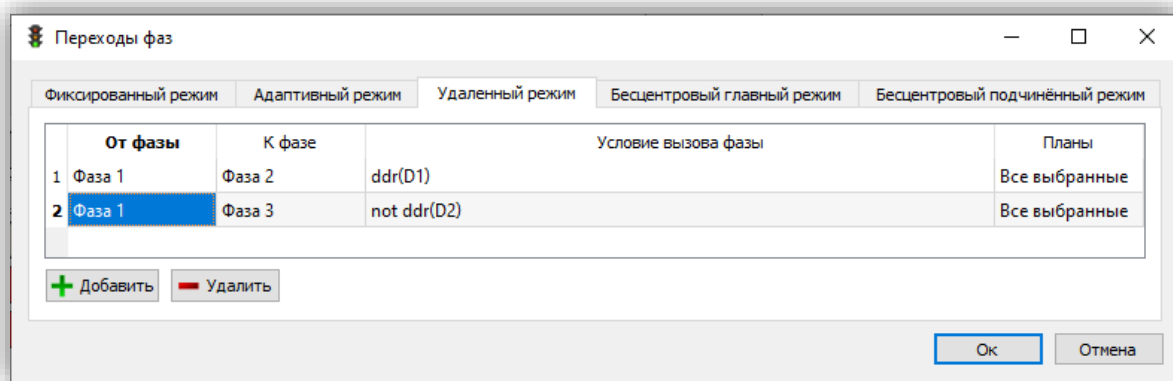 Переходы фаз
Фиксированный режим Адаптивный режим Удаленный режим Бесцентровый главный режим Бесцентровый подчинённый режим
От фазы К фазе Условие вызова фазы Планы
1 Фаза 1 Фаза 2 ddr(D1) Все выбранные
2 Фаза 1 Фаза 3 not ddr(D2) Все выбранные
Добавить Удалить
Ок Отмена